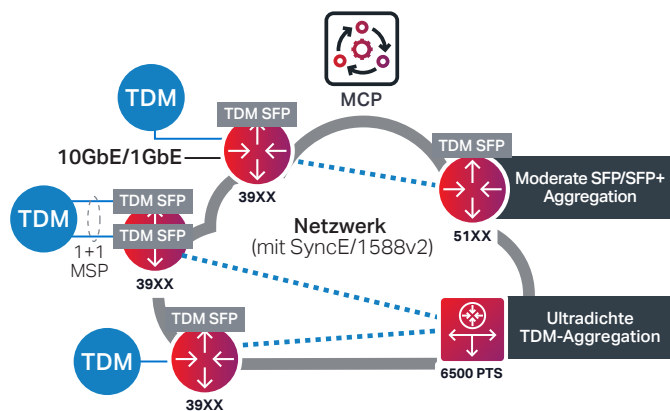 MCP
TDM
TDM SFP
10GbE/1GbE
39XX
TDM SFP
Moderate SFP/SFP+
Aggregation
51XX
TDM
TDM SFP
TDM SFP
1+1
MSP
39XX
Netzwerk
(mit SyncE/1588v2)
TDM
TDM SFP
39XX
6500 PTS
Ultradichte
TDM-Aggregation